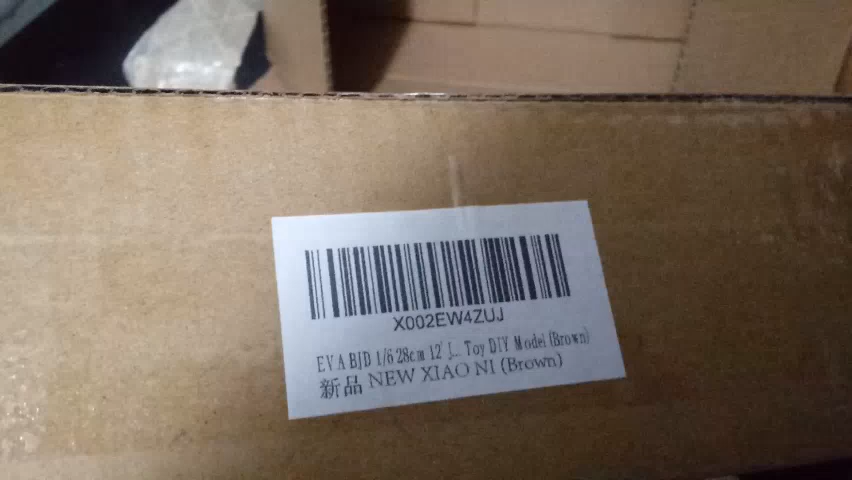 X002EW4ZUJ
EVA BJD 1/6 28cm 12' J... Toy DIY Model (Brown)
新品 NEW XIAO NI (Brown)